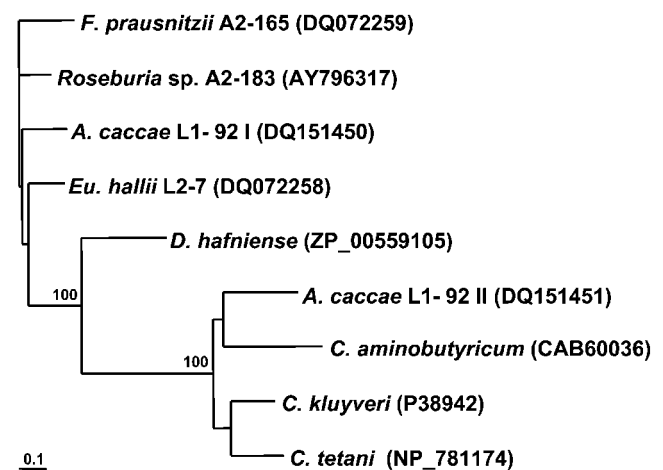 F. prausnitzii A2-165 (DQ072259)
Roseburia sp. A2-183 (AY796317)
A. caccae L1- 92 I (DQ151450)
Eu. hallii L2-7 (DQ072258)
D. hafniense (ZP_00559105)
100
A. caccae L1- 92 II (DQ151451)
C. aminobutyricum (CAB60036)
100
C. kluyveri (P38942)
C. tetani (NP_781174)
0.1